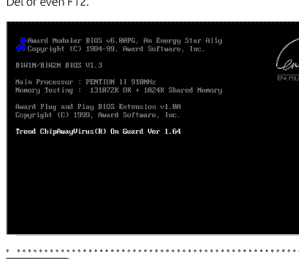 Del or even F12.
Award Modular BIOS v6.00PG, An Energy Star Ally
Copyright (C) 1984-99, Award Software, Inc.
BIW1M/BIW2M BIOS V1.3
Main Processor : PENTIUM II 910MHz
Memory Testing : 131072K OK + 1024K Shared Memory
Award Plug and Play BIOS Extension v1.0A
Copyright (C) 1999, Award Software, Inc.
Trend ChipAwayVirus(R) On Guard Ver 1.64